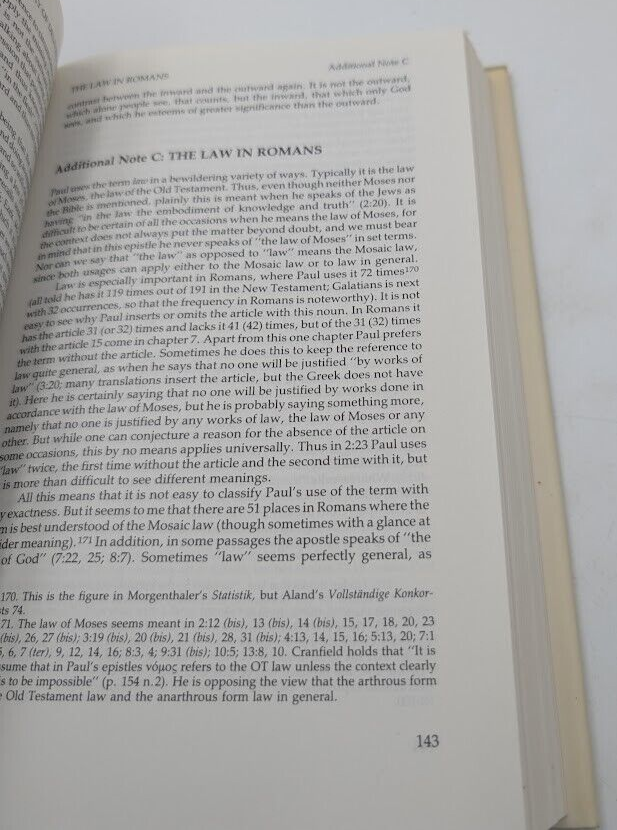 THE LAW IN ROMANS
Additional Note C
contrast between the inward and the outward again. It is not the outward,
which alone people see, that counts, but the inward, that which only God
sees, and which he esteems of greater significance than the outward.
Additional Note C: THE LAW IN ROMANS
Paul uses the term law in a bewildering variety of ways. Typically it is the law
of Moses, the law of the Old Testament. Thus, even though neither Moses nor
the Bible is mentioned, plainly this is meant when he speaks of the Jews as
having "in the law the embodiment of knowledge and truth" (2:20). It is
difficult to be certain of all the occasions when he means the law of Moses, for
the context does not always put the matter beyond doubt, and we must bear
in mind that in this epistle he never speaks of "the law of Moses" in set terms.
Nor can we say that "the law" as opposed to "law" means the Mosaic law,
since both usages can apply either to the Mosaic law or to law in general.
Law is especially important in Romans, where Paul uses it 72 times¹⁷⁰
(all told he has it 119 times out of 191 in the New Testament; Galatians is next
with 32 occurrences, so that the frequency in Romans is noteworthy). It is not
easy to see why Paul inserts or omits the article with this noun. In Romans it
has the article 31 (or 32) times and lacks it 41 (42) times, but of the 31 (32) times
with the article 15 come in chapter 7. Apart from this one chapter Paul prefers
the term without the article. Sometimes he does this to keep the reference to
law quite general, as when he says that no one will be justified "by works of
law" (3:20; many translations insert the article, but the Greek does not have
it). Here he is certainly saying that no one will be justified by works done in
accordance with the law of Moses, but he is probably saying something more,
namely that no one is justified by any works of law, the law of Moses or any
other. But while one can conjecture a reason for the absence of the article on
some occasions, this by no means applies universally. Thus in 2:23 Paul uses
"law" twice, the first time without the article and the second time with it, but
is more than difficult to see different meanings.
All this means that it is not easy to classify Paul's use of the term with
y exactness. But it seems to me that there are 51 places in Romans where the
m is best understood of the Mosaic law (though sometimes with a glance at
ider meaning).¹⁷¹ In addition, in some passages the apostle speaks of "the
of God" (7:22, 25; 8:7). Sometimes "law" seems perfectly general, as
170. This is the figure in Morgenthaler's Statistik, but Aland's Vollständige Konkor-
sts 74.
71. The law of Moses seems meant in 2:12 (bis), 13 (bis), 14 (bis), 15, 17, 18, 20, 23
(bis), 26, 27 (bis); 3:19 (bis), 20 (bis), 21 (bis), 28, 31 (bis); 4:13, 14, 15, 16; 5:13, 20; 7:1
5, 6, 7 (ter), 9, 12, 14, 16; 8:3, 4; 9:31 (bis); 10:5; 13:8, 10. Cranfield holds that "It is
sume that in Paul's epistles νόμος refers to the OT law unless the context clearly
is to be impossible" (p. 154 n.2). He is opposing the view that the arthrous form
e Old Testament law and the anarthrous form law in general.
143